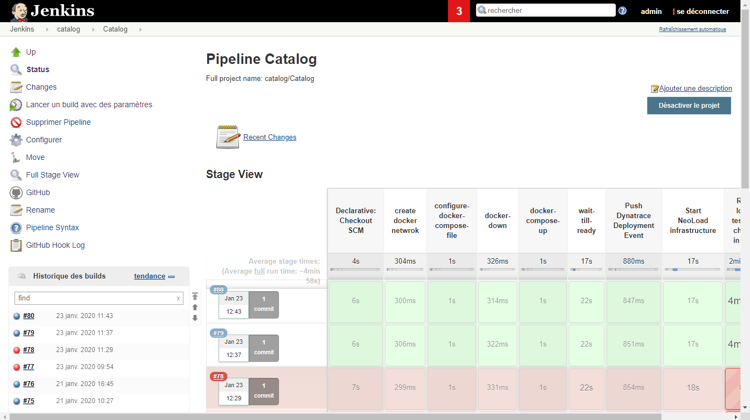 Jenkins
3
rechercher
admin
| se déconnecter
Jenkins
catalog
Catalog
Rafraîchissement automatique
Up
Status
Changes
Lancer un build avec des paramètres
Supprimer Pipeline
Configurer
Move
Full Stage View
GitHub
Rename
Pipeline Syntax
GitHub Hook Log
Historique des builds
tendance
find
x
#80 23 janv. 2020 11:43
#79 23 janv. 2020 11:37
#78 23 janv. 2020 11:29
#77 23 janv. 2020 09:54
#76 21 janv. 2020 16:45
#75 21 janv. 2020 10:27
Pipeline Catalog
Full project name: catalog/Catalog
Ajouter une description
Désactiver le projet
Recent Changes
Stage View
Declarative: Checkout SCM
create docker netwrok
configure-docker-compose-file
docker-down
docker-compose-up
wait-till-ready
Push Dynatrace Deployment Event
Start NeoLoad infrastructure
Average stage times:
(Average full run time: ~4min 58s)
4s 304ms 1s 326ms 1s 17s 880ms 17s
#80
Jan 23
12:43
1
commit
6s 300ms 1s 314ms 1s 22s 847ms 17s
#79
Jan 23
12:37
1
commit
6s 306ms 1s 322ms 1s 22s 851ms 17s
#78
Jan 23
12:29
1
commit
7s 299ms 1s 331ms 1s 22s 854ms 18s